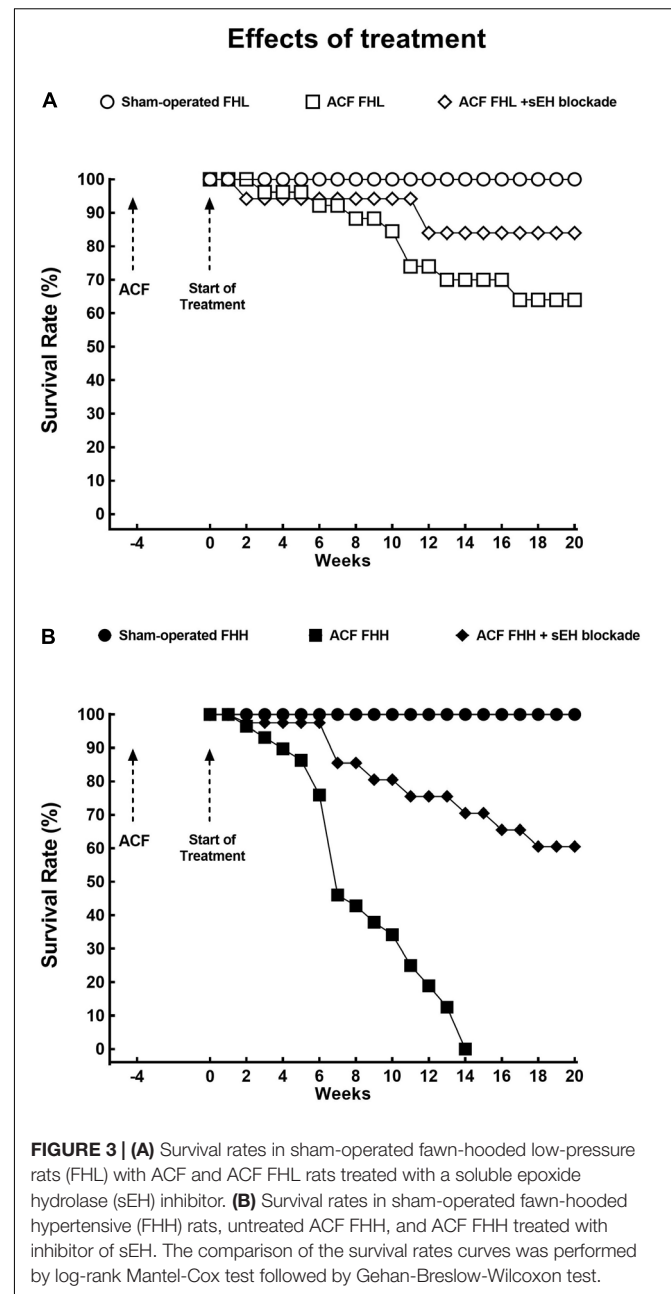 Effects of treatment
A
Sham-operated FHL ACF FHL ACF FHL +sEH blockade
100
90
80
70
60
50
40
30
20
10
0
Survival Rate (%)
ACF
Start of
Treatment
-4 0 2 4 6 8 10 12 14 16 18 20
Weeks
B
Sham-operated FHH ACF FHH ACF FHH + sEH blockade
100
90
80
70
60
50
40
30
20
10
0
Survival Rate (%)
ACF
Start of
Treatment
-4 0 2 4 6 8 10 12 14 16 18 20
Weeks
FIGURE 3 | (A) Survival rates in sham-operated fawn-hooded low-pressure
rats (FHL) with ACF and ACF FHL rats treated with a soluble epoxide
hydrolase (sEH) inhibitor. (B) Survival rates in sham-operated fawn-hooded
hypertensive (FHH) rats, untreated ACF FHH, and ACF FHH treated with
inhibitor of sEH. The comparison of the survival rates curves was performed
by log-rank Mantel-Cox test followed by Gehan-Breslow-Wilcoxon test.